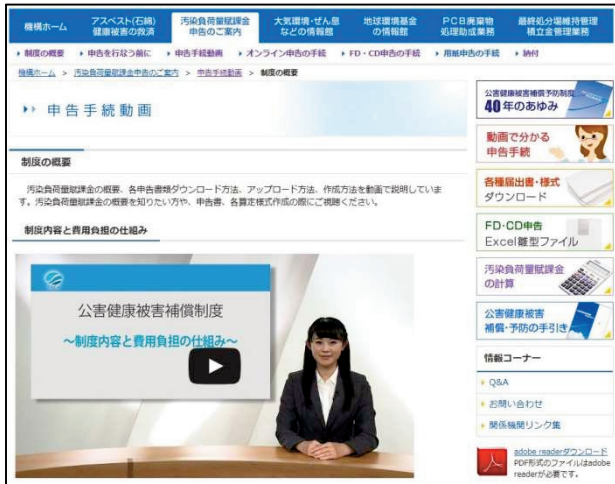 機構ホーム
アスベスト(石綿)
健康被害の救済
汚染負荷量賦課金
申告のご案内
大気環境・ぜん息
などの情報館
地球環境基金
の情報館
PCB廃棄物
処理助成業務
最終処分場維持管理
積立金管理業務
制度の概要
申告を行なう前に
申告手続動画
オンライン申告の手続
FD・CD申告の手続
用紙申告の手続
納付
機構ホーム > 汚染負荷量賦課金申告のご案内 > 申告手続動画 > 制度の概要
申告手続動画
制度の概要
汚染負荷量賦課金の概要、各申告書類ダウンロード方法、アップロード方法、作成方法を動画で説明していま
す。汚染負荷量賦課金の概要を知りたい方や、申告書、各算定様式作成の際にご視聴ください。
制度内容と費用負担の仕組み
公害健康被害補償制度
~制度内容と費用負担の仕組み~
公害健康被害補償予防制度
40年のあゆみ
動画で分かる
申告手続
各種届出書・様式
ダウンロード
FD・CD申告
Excel雛型ファイル
汚染負荷量賦課金
の計算
公害健康被害
補償・予防の手引き
情報コーナー
Q&A
お問い合わせ
関係機関リンク集
adobe readerダウンロード
PDF形式のファイルはadobe
readerが必要です。